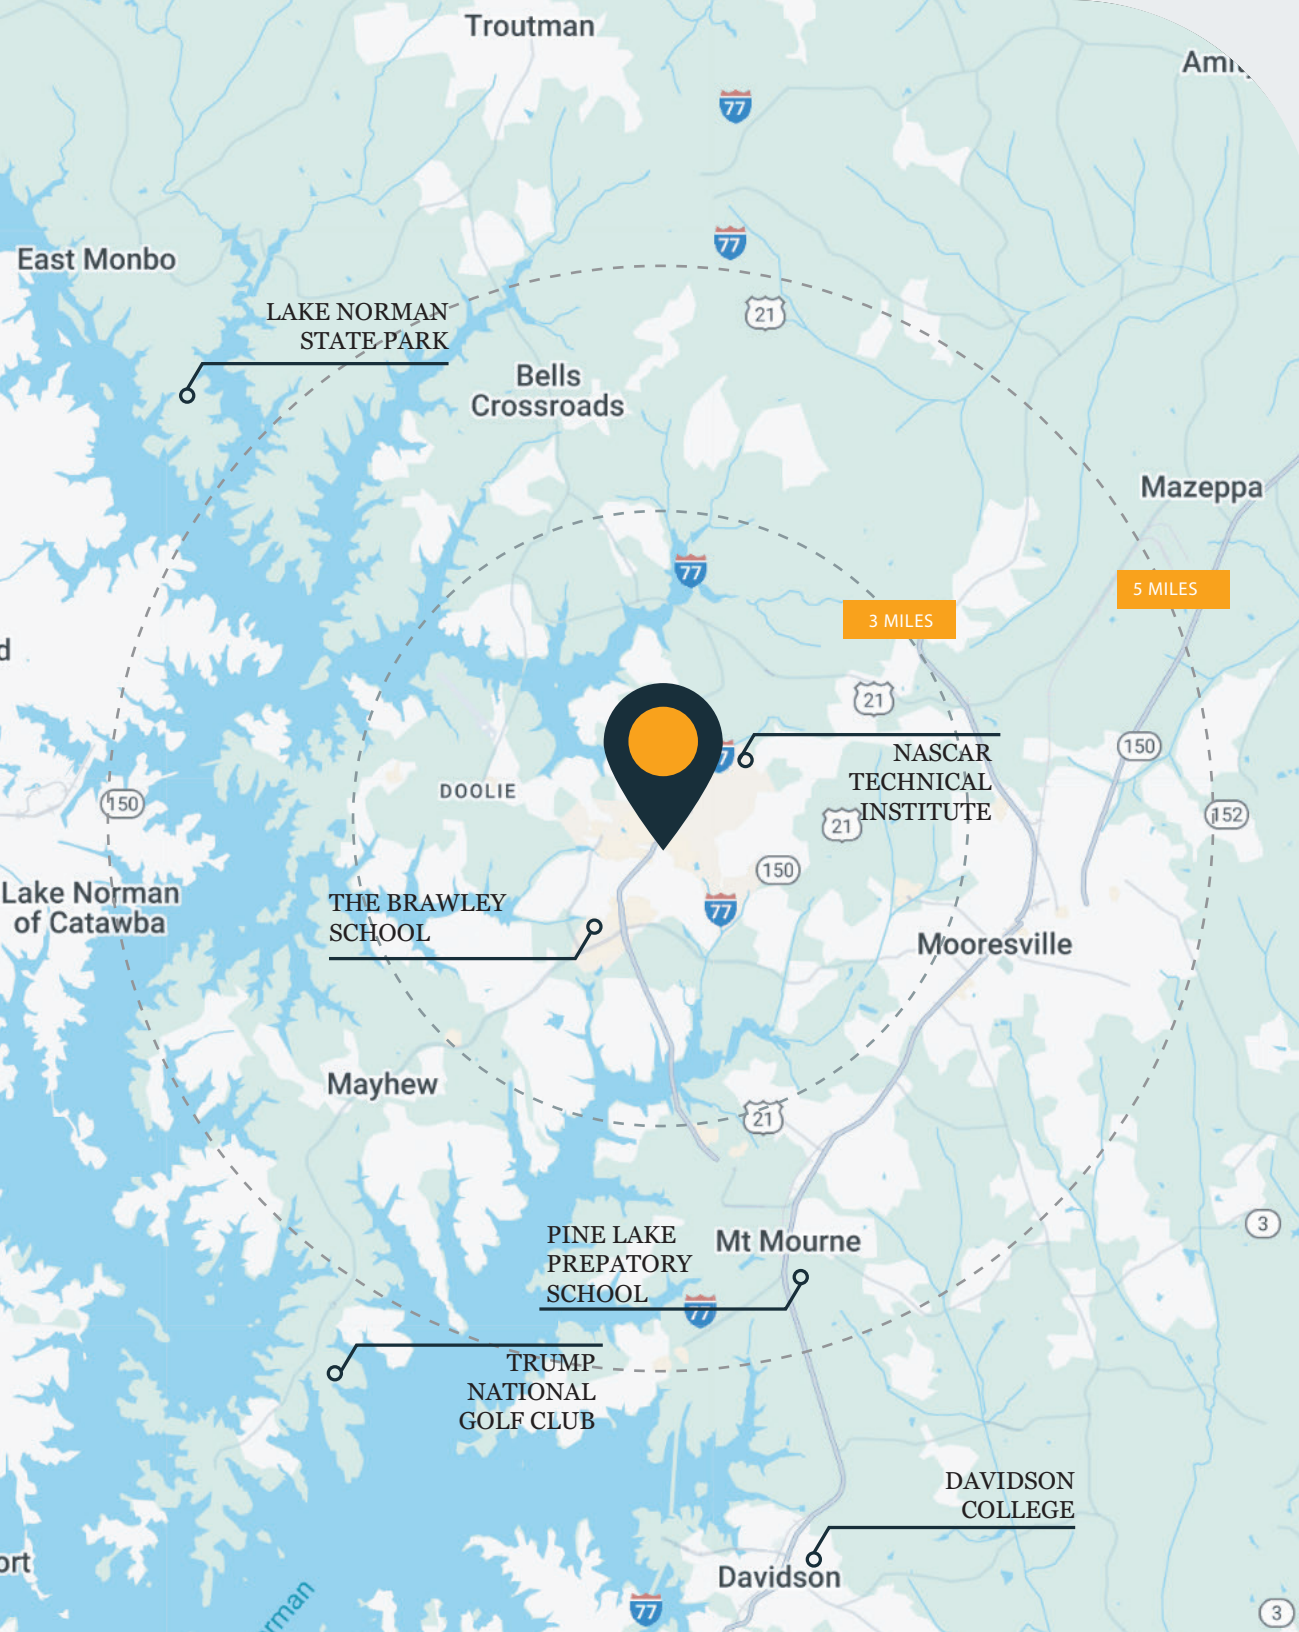 Troutman
77
77
East Monbo
LAKE NORMAN
STATE PARK
21
Bells
Crossroads
Mazeppa
77
5 MILES
3 MILES
21
150
NASCAR
TECHNICAL
INSTITUTE
DOOLIE
150
21
152
150
Lake Norman
of Catawba
THE BRAWLEY
SCHOOL
77
Mooresville
Mayhew
21
3
PINE LAKE
PREPATORY
SCHOOL
Mt Mourne
77
TRUMP
NATIONAL
GOLF CLUB
DAVIDSON
COLLEGE
Davidson
77
3